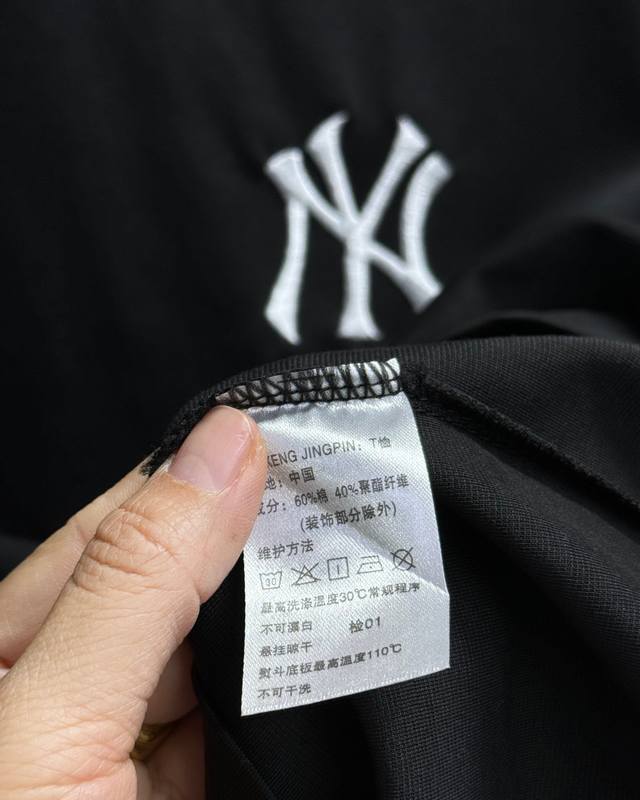 NY
KENG JINGPIN: T恤
地: 中国
成分: 60%棉 40%聚酯纤维
(装饰部分除外)
维护方法
30
最高洗涤温度30℃常规程序
不可漂白 检01
悬挂晾干
熨斗底板最高温度110℃
不可干洗